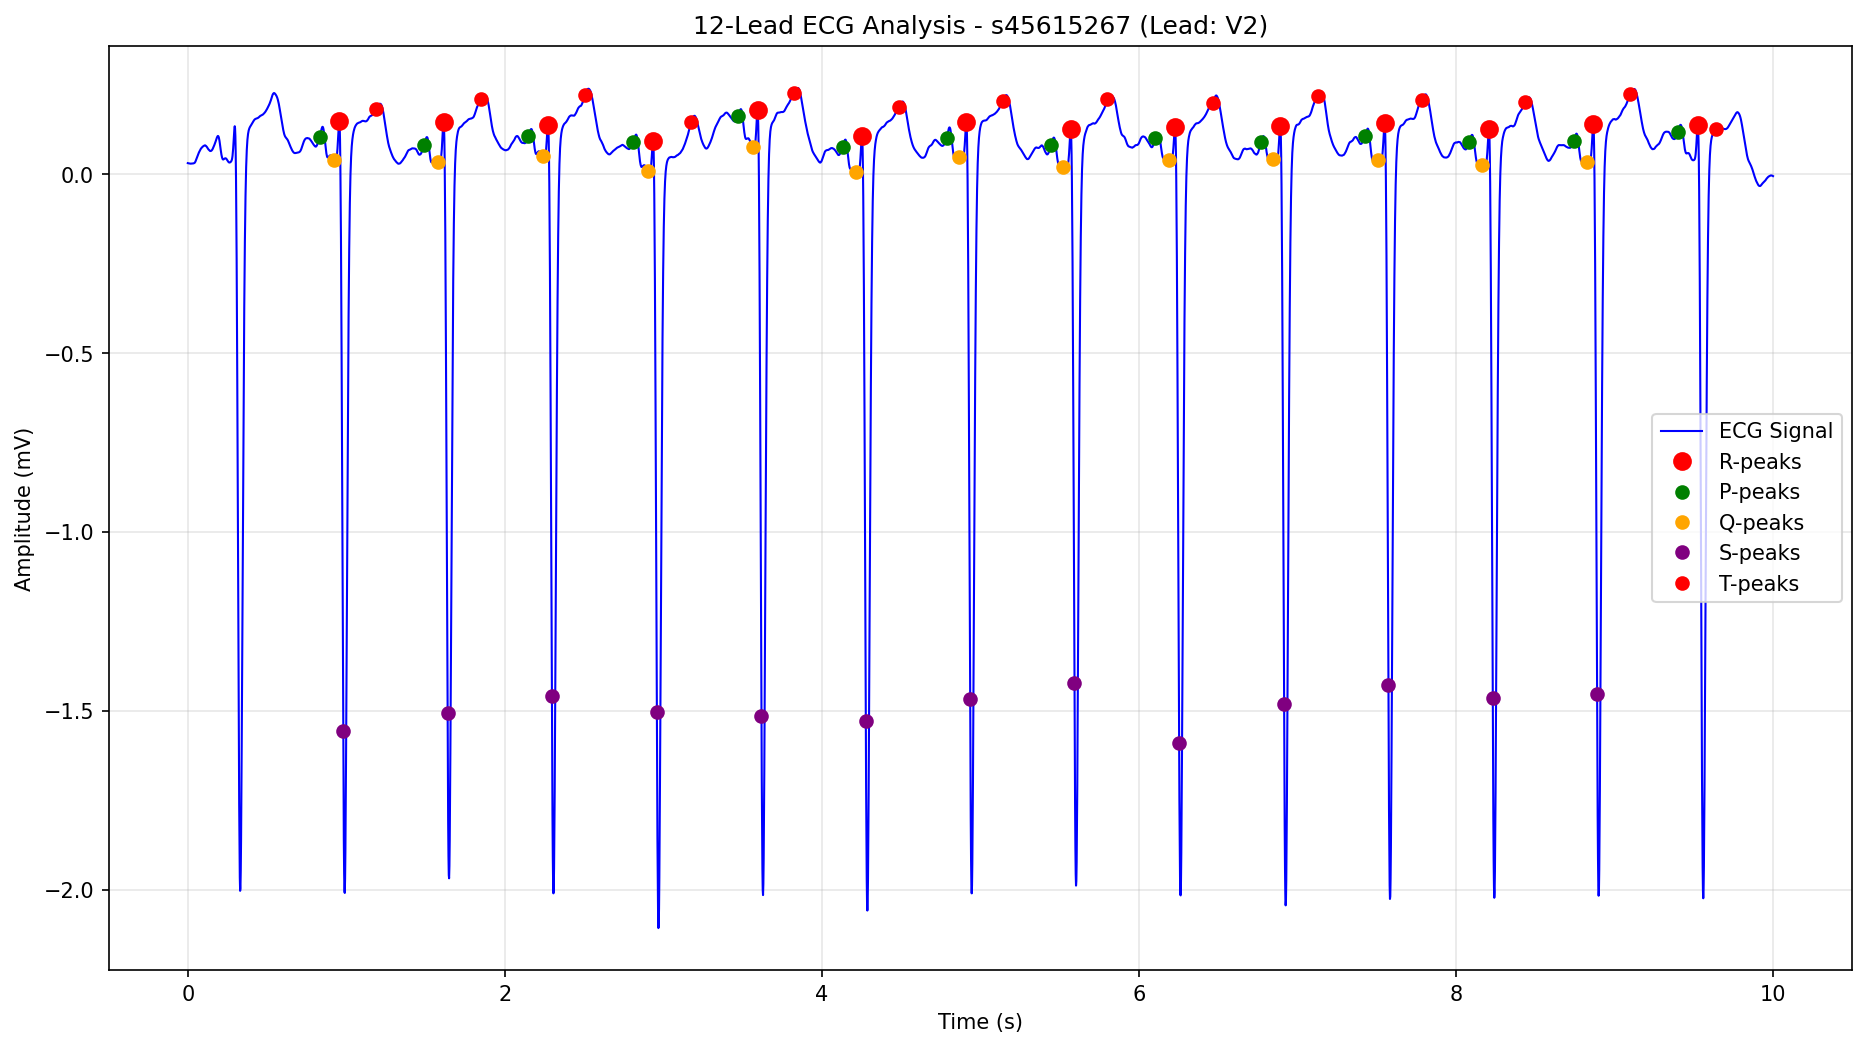 12-Lead ECG Analysis - s45615267 (Lead: V2)
Amplitude (mV)
0.0
−0.5
−1.0
−1.5
−2.0
ECG Signal
R-peaks
P-peaks
Q-peaks
S-peaks
T-peaks
0 2 4 6 8 10
Time (s)